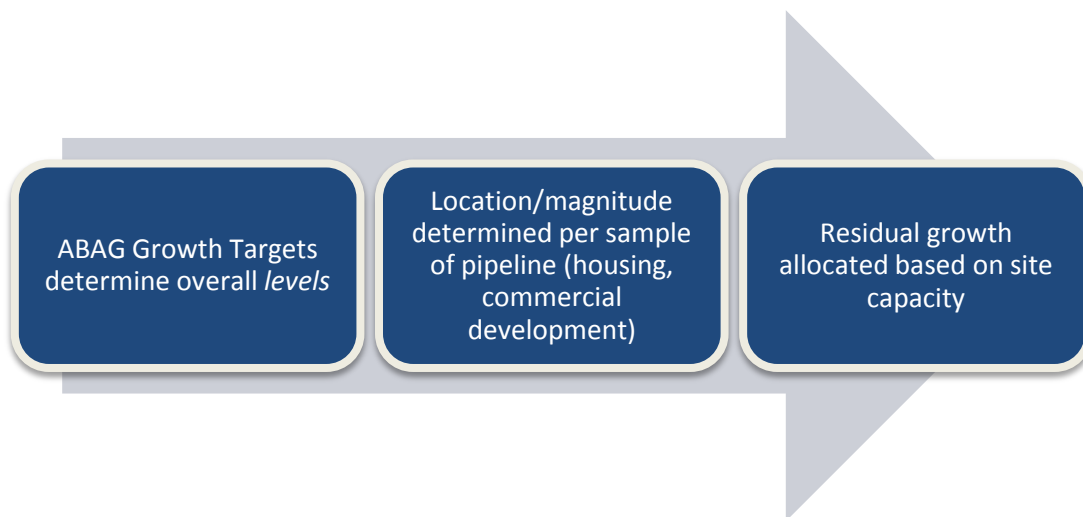 ABAG Growth Targets
determine overall levels
Location/magnitude
determined per sample
of pipeline (housing,
commercial
development)
Residual growth
allocated based on site
capacity